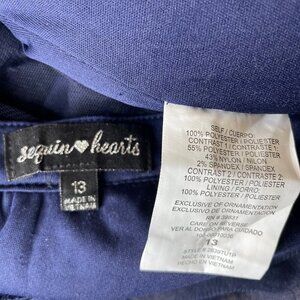 sequin hearts
13
MADE IN
VIETNAM
SELF / CUERPO:
100% POLYESTER / POLIESTER
CONTRAST 1 / CONTRASTE 1:
55% POLYESTER / POLIESTER
43% NYLON / NILON
2% SPANDEX / SPANDEX
CONTRAST 2 / CONTRASTE 2:
100% POLYESTER / POLIESTER
LINING / FORRO:
100% POLYESTER / POLIESTER
EXCLUSIVE OF ORNAMENTATION
EXCLUSIVO DE ORNAMENTACION
CARE ON REVERSE
VER AL DORSO PARA CUIDADO
13
MADE IN VIETNAM
HECHO EN VIETNAM